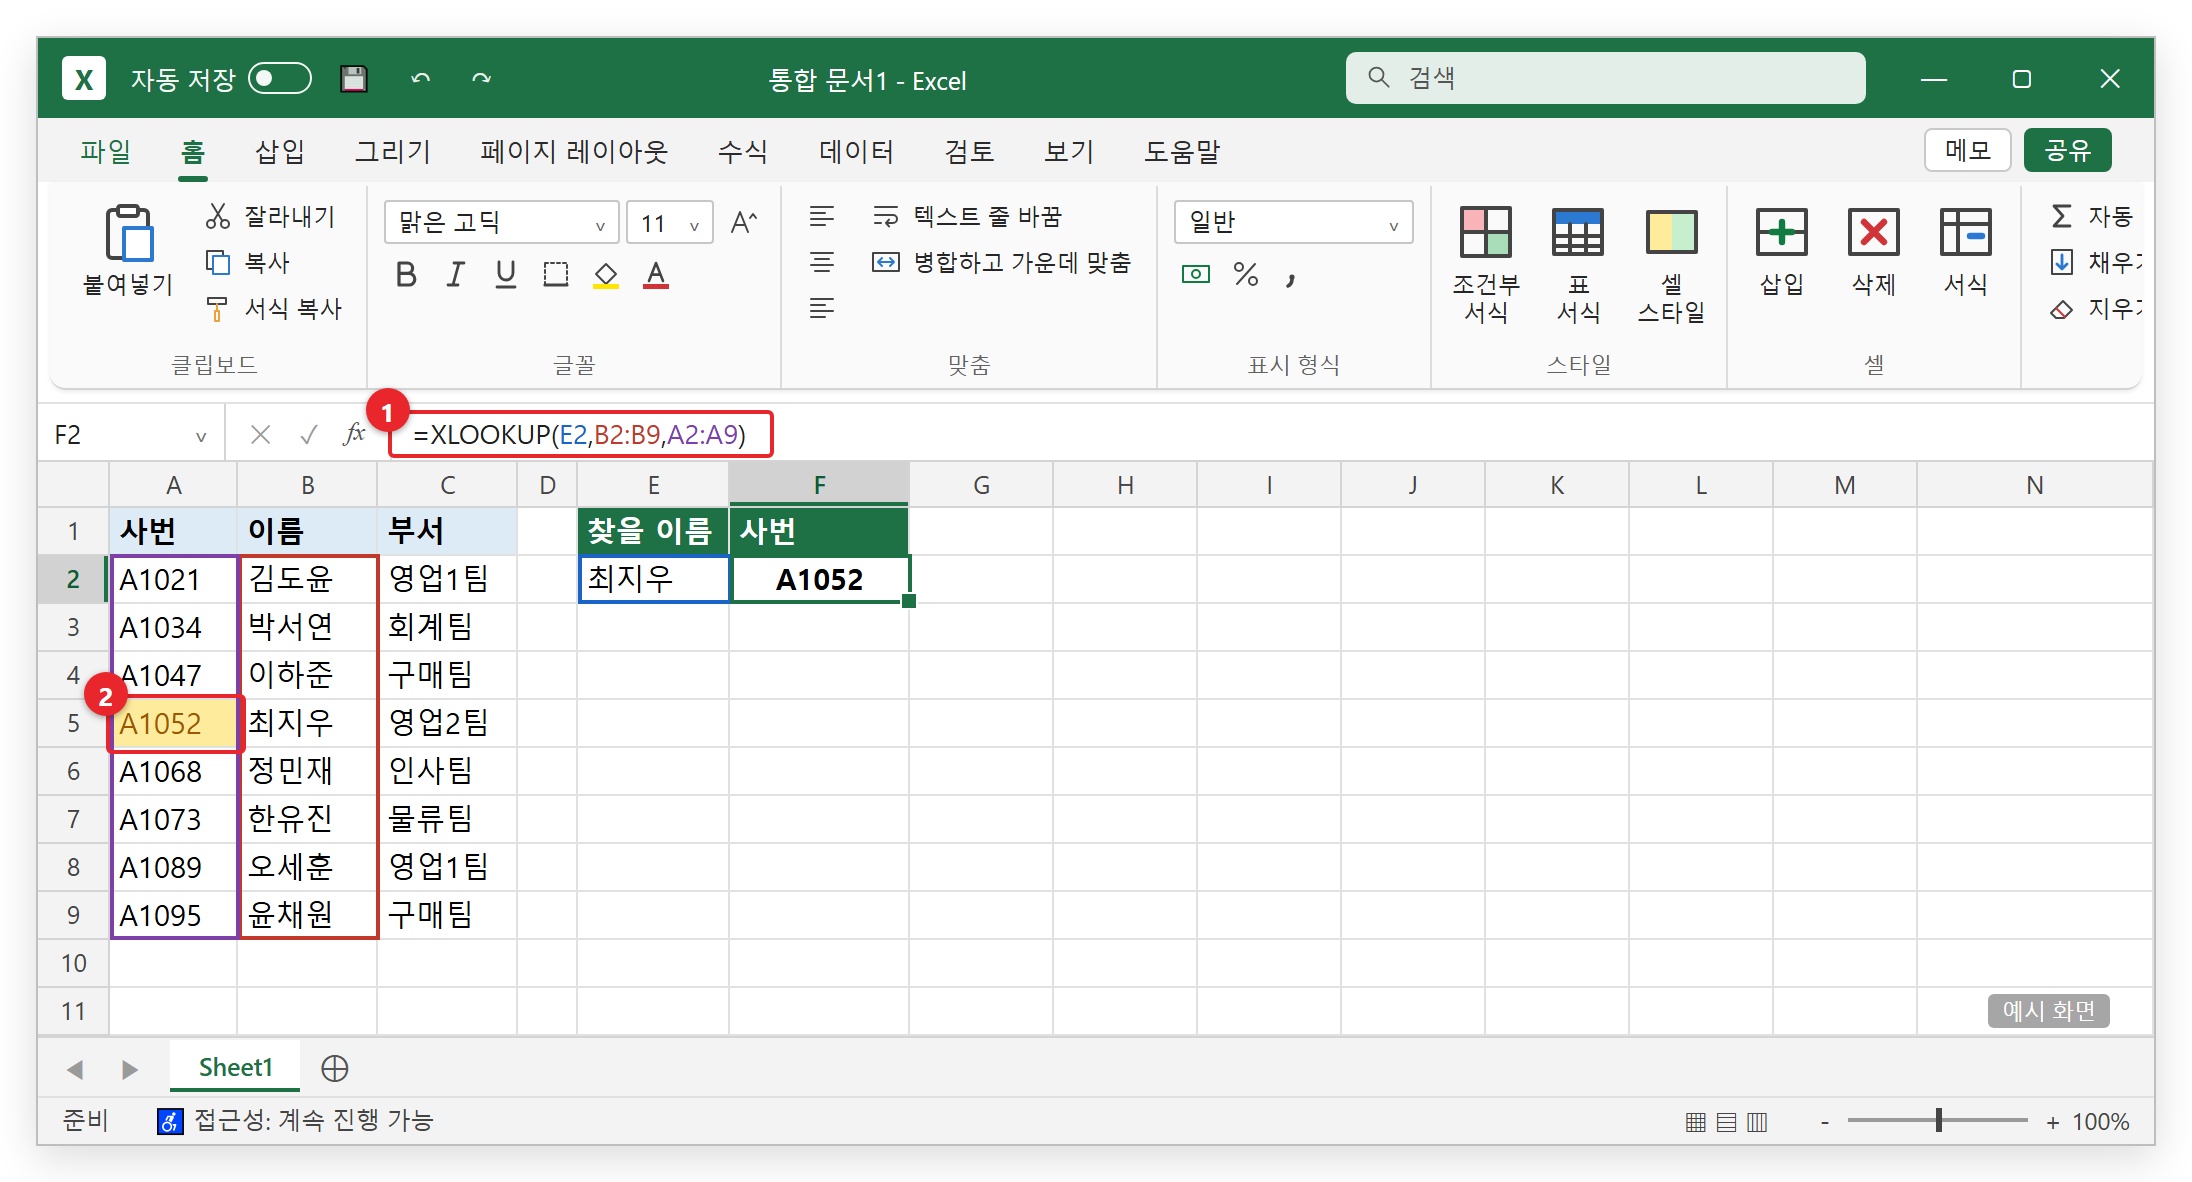 X 자동 저장 통합 문서1 - Excel 검색
파일 홈 삽입 그리기 페이지 레이아웃 수식 데이터 검토 보기 도움말 메모 공유
붙여넣기
잘라내기
복사
서식 복사
클립보드
맑은 고딕 11 A^
B I U A
글꼴
텍스트 줄 바꿈
병합하고 가운데 맞춤
맞춤
일반
% ,
표시 형식
조건부 서식
표 서식
셀 스타일
스타일
삽입 삭제 서식
셀
Σ 자동
채우기
지우기
F2 fx 1 =XLOOKUP(E2,B2:B9,A2:A9)
A B C D E F G H I J K L M N
1 사번 이름 부서 찾을 이름 사번
2 A1021 김도윤 영업1팀 최지우 A1052
3 A1034 박서연 회계팀
4 A1047 이하준 구매팀
2
5 A1052 최지우 영업2팀
6 A1068 정민재 인사팀
7 A1073 한유진 물류팀
8 A1089 오세훈 영업1팀
9 A1095 윤채원 구매팀
10
11 예시 화면
Sheet1
준비 접근성: 계속 진행 가능 - + 100%